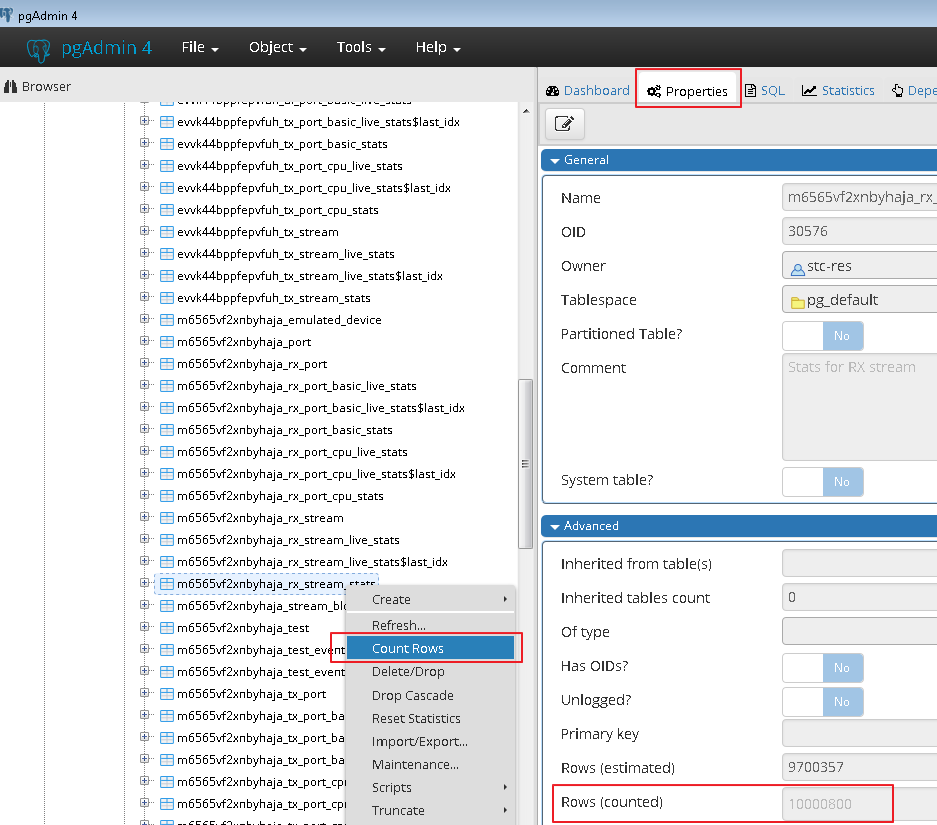 pgAdmin 4
pgAdmin 4 File Object Tools Help
Browser
Dashboard Properties SQL Statistics Depe
evvk44bppfepvfuh_tx_port_basic_live_stats$last_idx
evvk44bppfepvfuh_tx_port_basic_stats
evvk44bppfepvfuh_tx_port_cpu_live_stats
evvk44bppfepvfuh_tx_port_cpu_live_stats$last_idx
evvk44bppfepvfuh_tx_port_cpu_stats
evvk44bppfepvfuh_tx_stream
evvk44bppfepvfuh_tx_stream_live_stats
evvk44bppfepvfuh_tx_stream_live_stats$last_idx
evvk44bppfepvfuh_tx_stream_stats
m6565vf2xnbyhaja_emulated_device
m6565vf2xnbyhaja_port
m6565vf2xnbyhaja_rx_port
m6565vf2xnbyhaja_rx_port_basic_live_stats
m6565vf2xnbyhaja_rx_port_basic_live_stats$last_idx
m6565vf2xnbyhaja_rx_port_basic_stats
m6565vf2xnbyhaja_rx_port_cpu_live_stats
m6565vf2xnbyhaja_rx_port_cpu_live_stats$last_idx
m6565vf2xnbyhaja_rx_port_cpu_stats
m6565vf2xnbyhaja_rx_stream
m6565vf2xnbyhaja_rx_stream_live_stats
m6565vf2xnbyhaja_rx_stream_live_stats$last_idx
m6565vf2xnbyhaja_rx_stream_stats
m6565vf2xnbyhaja_stream_blo
m6565vf2xnbyhaja_test
m6565vf2xnbyhaja_test_event
m6565vf2xnbyhaja_test_event
m6565vf2xnbyhaja_tx_port
m6565vf2xnbyhaja_tx_port_ba
m6565vf2xnbyhaja_tx_port_ba
m6565vf2xnbyhaja_tx_port_ba
m6565vf2xnbyhaja_tx_port_cp
m6565vf2xnbyhaja_tx_port_cp
Create
Refresh...
Count Rows
Delete/Drop
Drop Cascade
Reset Statistics
Import/Export...
Maintenance...
Scripts
Truncate
General
Name m6565vf2xnbyhaja_rx_
OID 30576
Owner stc-res
Tablespace pg_default
Partitioned Table? No
Comment Stats for RX stream
System table? No
Advanced
Inherited from table(s)
Inherited tables count 0
Of type
Has OIDs? No
Unlogged? No
Primary key
Rows (estimated) 9700357
Rows (counted) 10000800